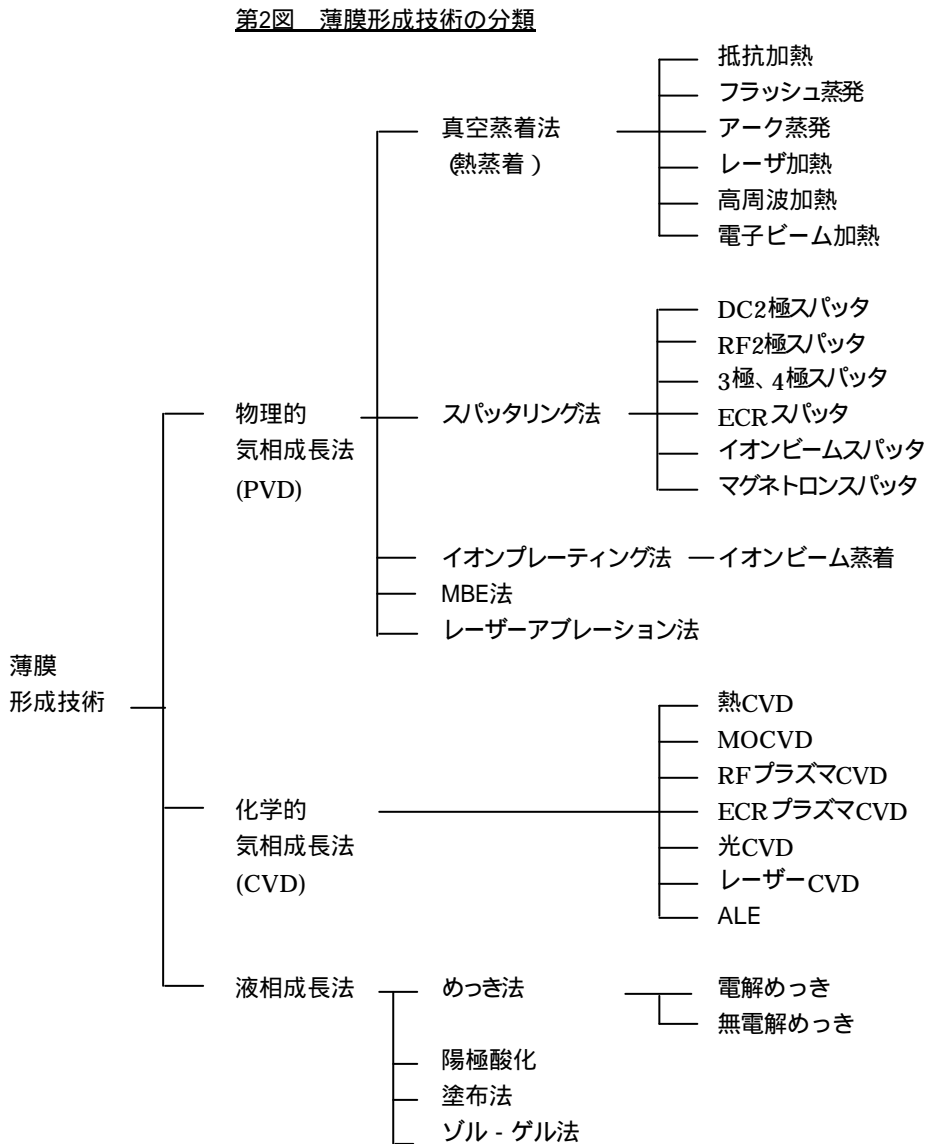 第2図　薄膜形成技術の分類
抵抗加熱
フラッシュ蒸発
真空蒸着法
アーク蒸発
(熱蒸着 )
レーザ加熱
高周波加熱
電子ビーム加熱
DC2極スパッタ
RF2極スパッタ
3極、4極スパッタ
物理的
スパッタリング法
ECRスパッタ
気相成長法
イオンビームスパッタ
(PVD)
マグネトロンスパッタ
イオンプレーティング法
イオンビーム蒸着
MBE法
レーザーアブレーション法
薄膜
形成技術
熱CVD
MOCVD
RFプラズマCVD
化学的
ECRプラズマCVD
気相成長法
光CVD
(CVD)
レーザーCVD
ALE
液相成長法
めっき法
電解めっき
無電解めっき
陽極酸化
塗布法
ゾル - ゲル法